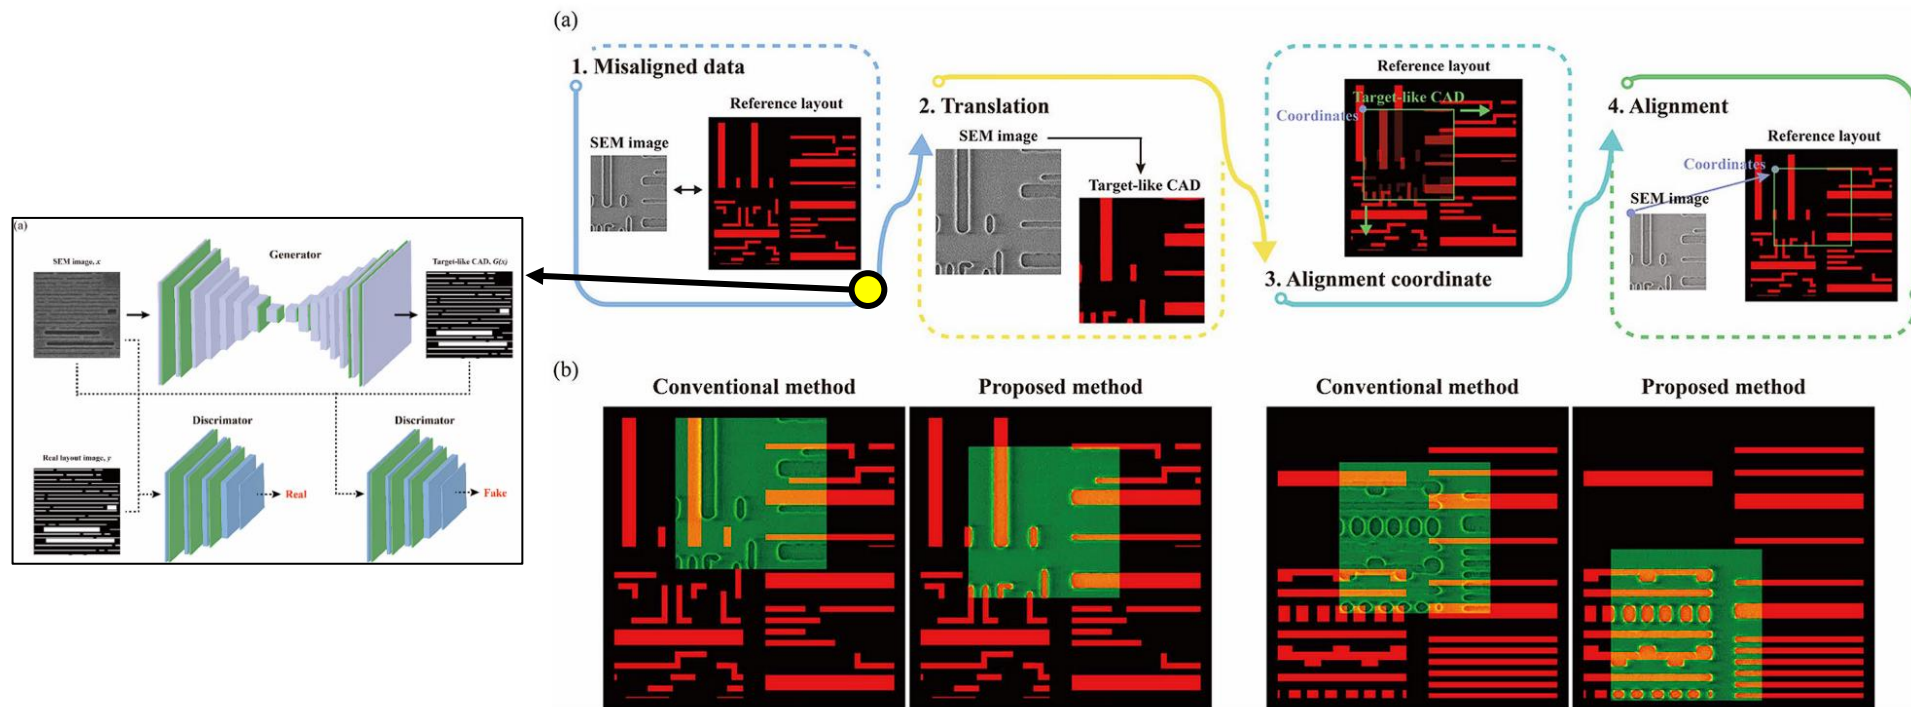 (a)
Generator
SEM image, x
Target-like CAD, G(x)
Discrimator
Discrimator
Real layout image, y
Real
Fake
(a)
1. Misaligned data
Reference layout
SEM image
2. Translation
SEM image
Target-like CAD
Reference layout
Target-like CAD
Coordinates
3. Alignment coordinate
4. Alignment
Reference layout
Coordinates
SEM image
(b)
Conventional method
Proposed method
Conventional method
Proposed method